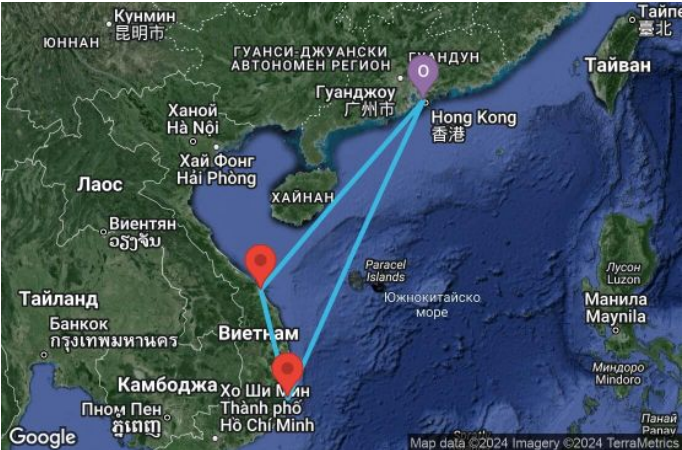 Кунмин
昆明市
ЮННАН
ГУАНСИ-ДЖУАНСКИ
АВТОНОМЕН РЕГИОН
ГУАНДУН
Тайпе
臺北
Тайван
Гуанджоу
广州市
O
Hong Kong
香港
Ханой
Hà Nội
Хай Фонг
Hải Phòng
ХАЙНАН
Лаос
Виентян
ວຽງຈັນ
Paracel
Islands
Южнокитайско
море
Лусон
Luzon
Манила
Maynila
Тайланд
Банкок
กรุงเทพมหานคร
Виетнам
Миндоро
Mindoro
Камбоджа
Хо Ши Мин
Thành phố
Hồ Chí Minh
Пном Пен
ភ្នំពេញ
Панай
Panay
Google
Map data ©2024 Imagery ©2024 TerraMetrics